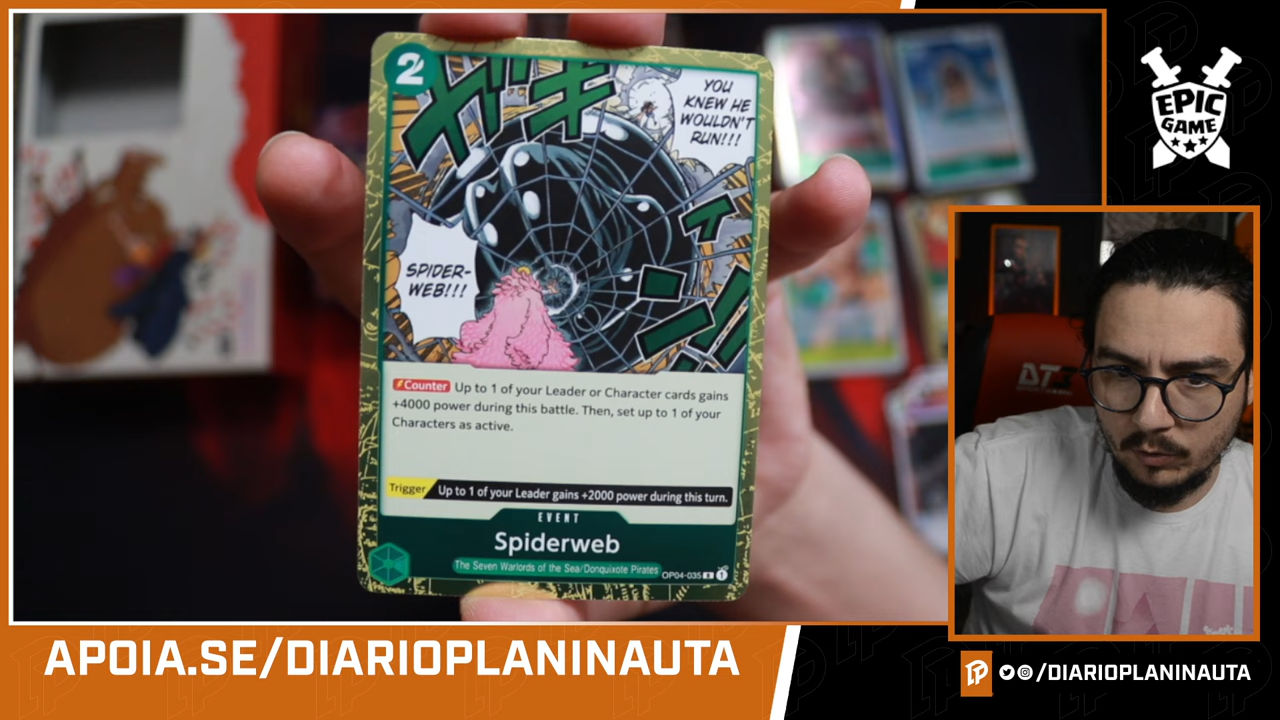 2
ギギ
YOU
KNEW HE
WOULDN'T
RUN!!!
SPIDER-
WEB!!!
Counter Up to 1 of your Leader or Character cards gains
+4000 power during this battle. Then, set up to 1 of your
Characters as active.
Trigger Up to 1 of your Leader gains +2000 power during this turn.
EVENT
Spiderweb
The Seven Warlords of the Sea/Donquixote Pirates
OP04-035 R 1
EPIC
GAME
APOIA.SE/DIARIOPLANINAUTA
/DIARIOPLANINAUTA